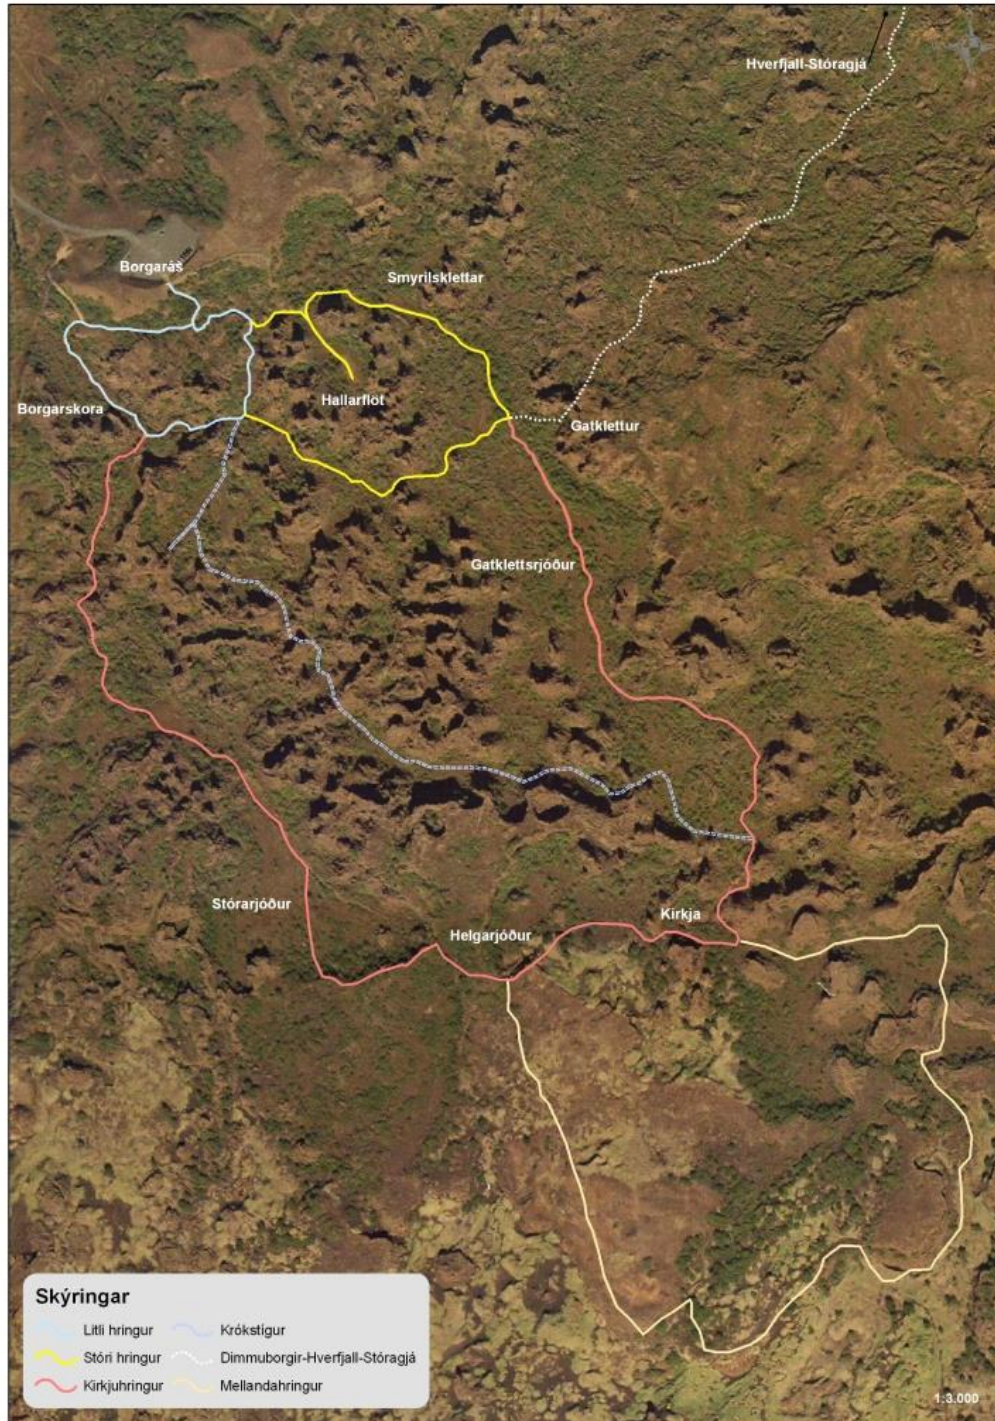 Hverfjall-Stóragjá
Borgarás
Smyrilsklettar
Hallarflot
Borgarskora
Gatklettur
Gatklettsrjóður
Stórarjóður
Kirkja
Helgarjóður
Skýringar
Litli hringur
Krókstígur
Stóri hringur
Dimmuborgir-Hverfjall-Stóragjá
Kirkjuhringur
Mellandahringur
1:3.000